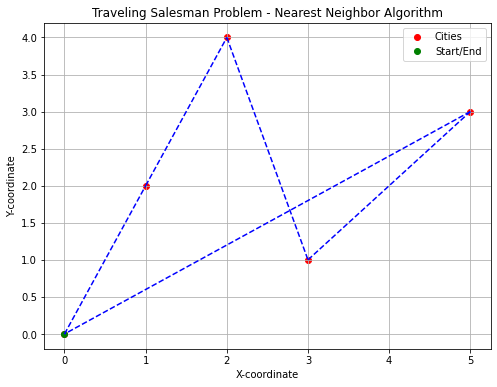 Traveling Salesman Problem - Nearest Neighbor Algorithm
Cities
Start/End
4.0
3.5
3.0
2.5
2.0
1.5
1.0
0.5
0.0
Y-coordinate
0 1 2 3 4 5
X-coordinate